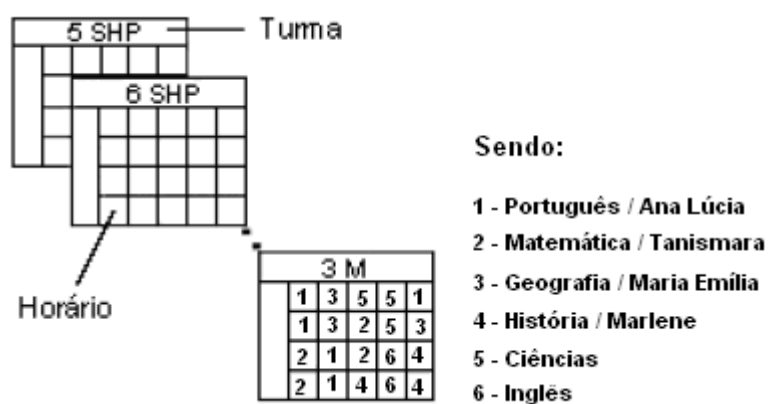 5 SHP
Turma
6 SHP
Horário
3 M
1 3 5 5 1
1 3 2 5 3
2 1 2 6 4
2 1 4 6 4
Sendo:
1 - Português / Ana Lúcia
2 - Matemática / Tanismara
3 - Geografia / Maria Emília
4 - História / Marlene
5 - Ciências
6 - Inglês